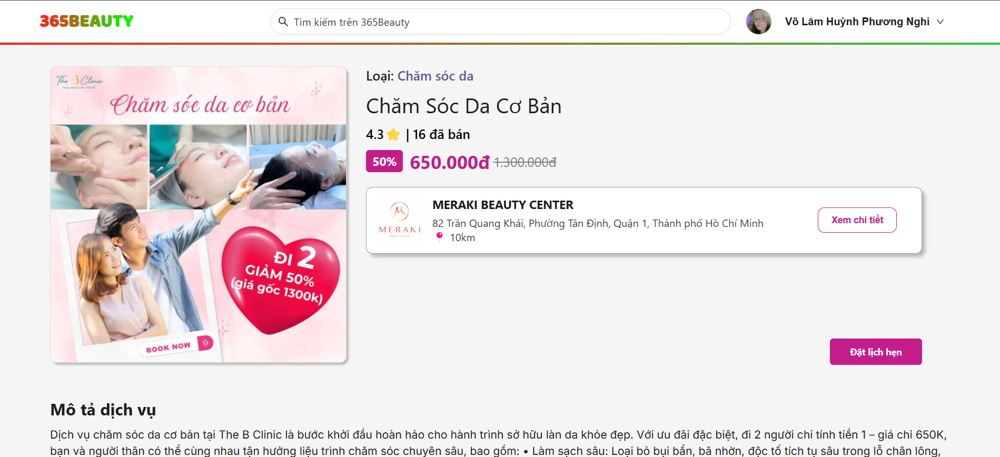 365BEAUTY
Tìm kiếm trên 365Beauty
Võ Lâm Huỳnh Phương Nghi
The B Clinic
Chăm sóc da cơ bản
ĐI 2
GIẢM 50%
(giá gốc 1300k)
BOOK NOW
Loại: Chăm sóc da
Chăm Sóc Da Cơ Bản
4.3 | 16 đã bán
50% 650.000đ 1.300.000đ
MERAKI
BEAUTY CENTER
MERAKI BEAUTY CENTER
82 Trần Quang Khải, Phường Tân Định, Quận 1, Thành phố Hồ Chí Minh
10km
Xem chi tiết
Đặt lịch hẹn
Mô tả dịch vụ
Dịch vụ chăm sóc da cơ bản tại The B Clinic là bước khởi đầu hoàn hảo cho hành trình sở hữu làn da khỏe đẹp. Với ưu đãi đặc biệt, đi 2 người chỉ tính tiền 1 – giá chỉ 650K,
bạn và người thân có thể cùng nhau tận hưởng liệu trình chăm sóc chuyên sâu, bao gồm: • Làm sạch sâu: Loại bỏ bụi bẩn, bã nhờn, độc tố tích tụ sâu trong lỗ chân lông,